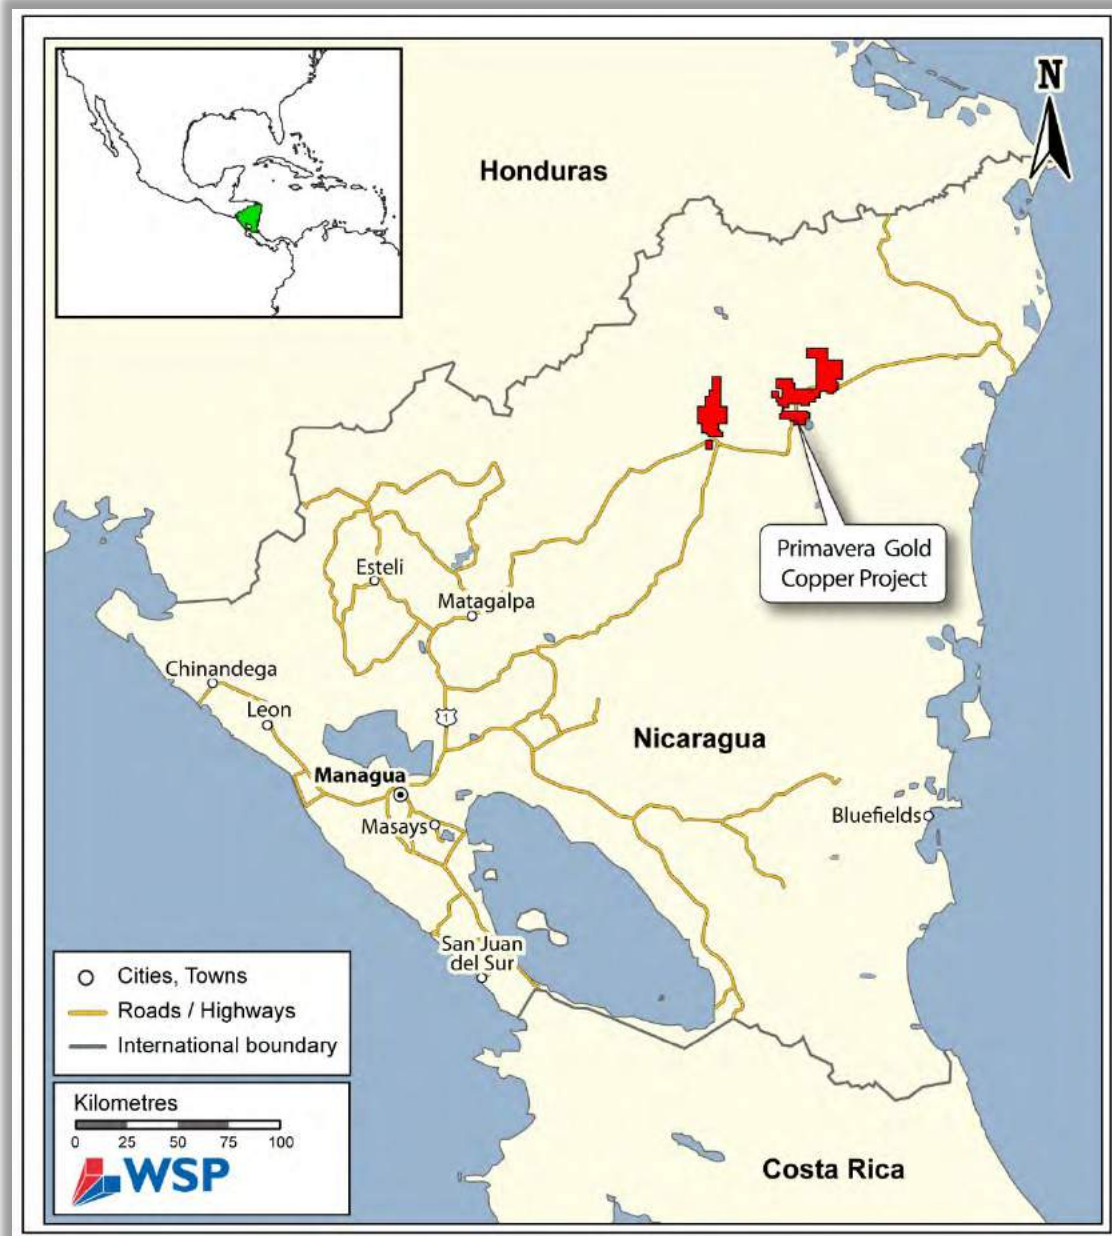 N
Honduras
Primavera Gold
Copper Project
Esteli
Matagalpa
Chinandega
Leon
1
Nicaragua
Managua
Masays
Bluefields
San Juan
del Sur
Cities, Towns
Roads / Highways
International boundary
Kilometres
0 25 50 75 100
WSP
Costa Rica